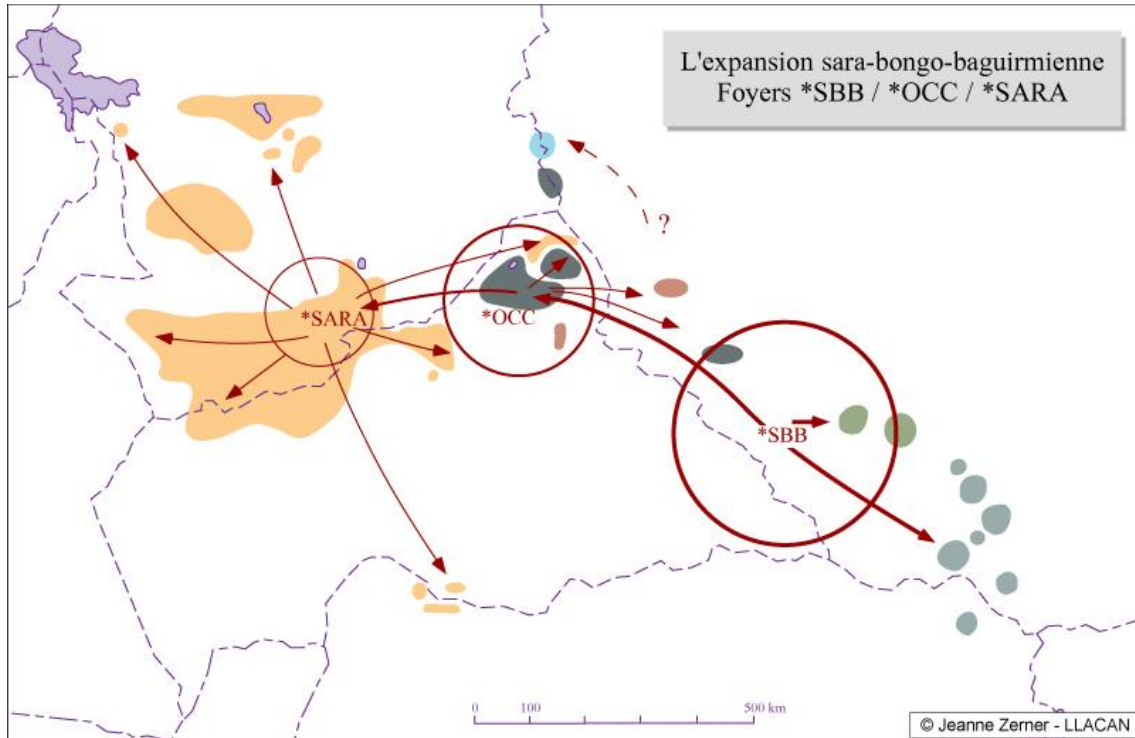 L'expansion sara-bongo-baguirmienne
Foyers *SBB / *OCC / *SARA
?
*SARA
*OCC
*SBB
0 100 500 km
© Jeanne Zerner - LLACAN